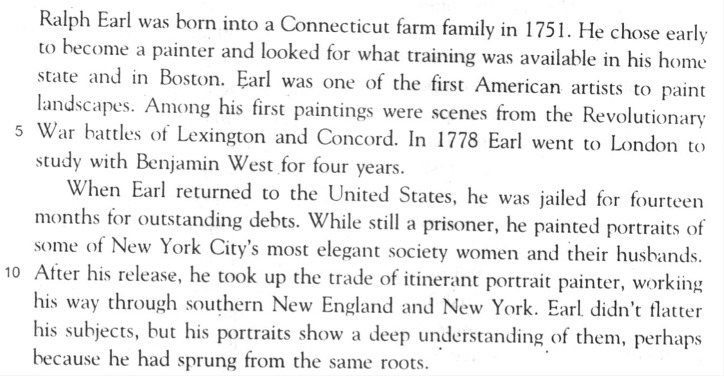 Ralph Earl was born into a Connecticut farm family in 1751. He chose early
to become a painter and looked for what training was available in his home
state and in Boston. Earl was one of the first American artists to paint
landscapes. Among his first paintings were scenes from the Revolutionary
5 War battles of Lexington and Concord. In 1778 Earl went to London to
study with Benjamin West for four years.
When Earl returned to the United States, he was jailed for fourteen
months for outstanding debts. While still a prisoner, he painted portraits of
some of New York City's most elegant society women and their husbands.
10 After his release, he took up the trade of itinerant portrait painter, working
his way through southern New England and New York. Earl didn't flatter
his subjects, but his portraits show a deep understanding of them, perhaps
because he had sprung from the same roots.